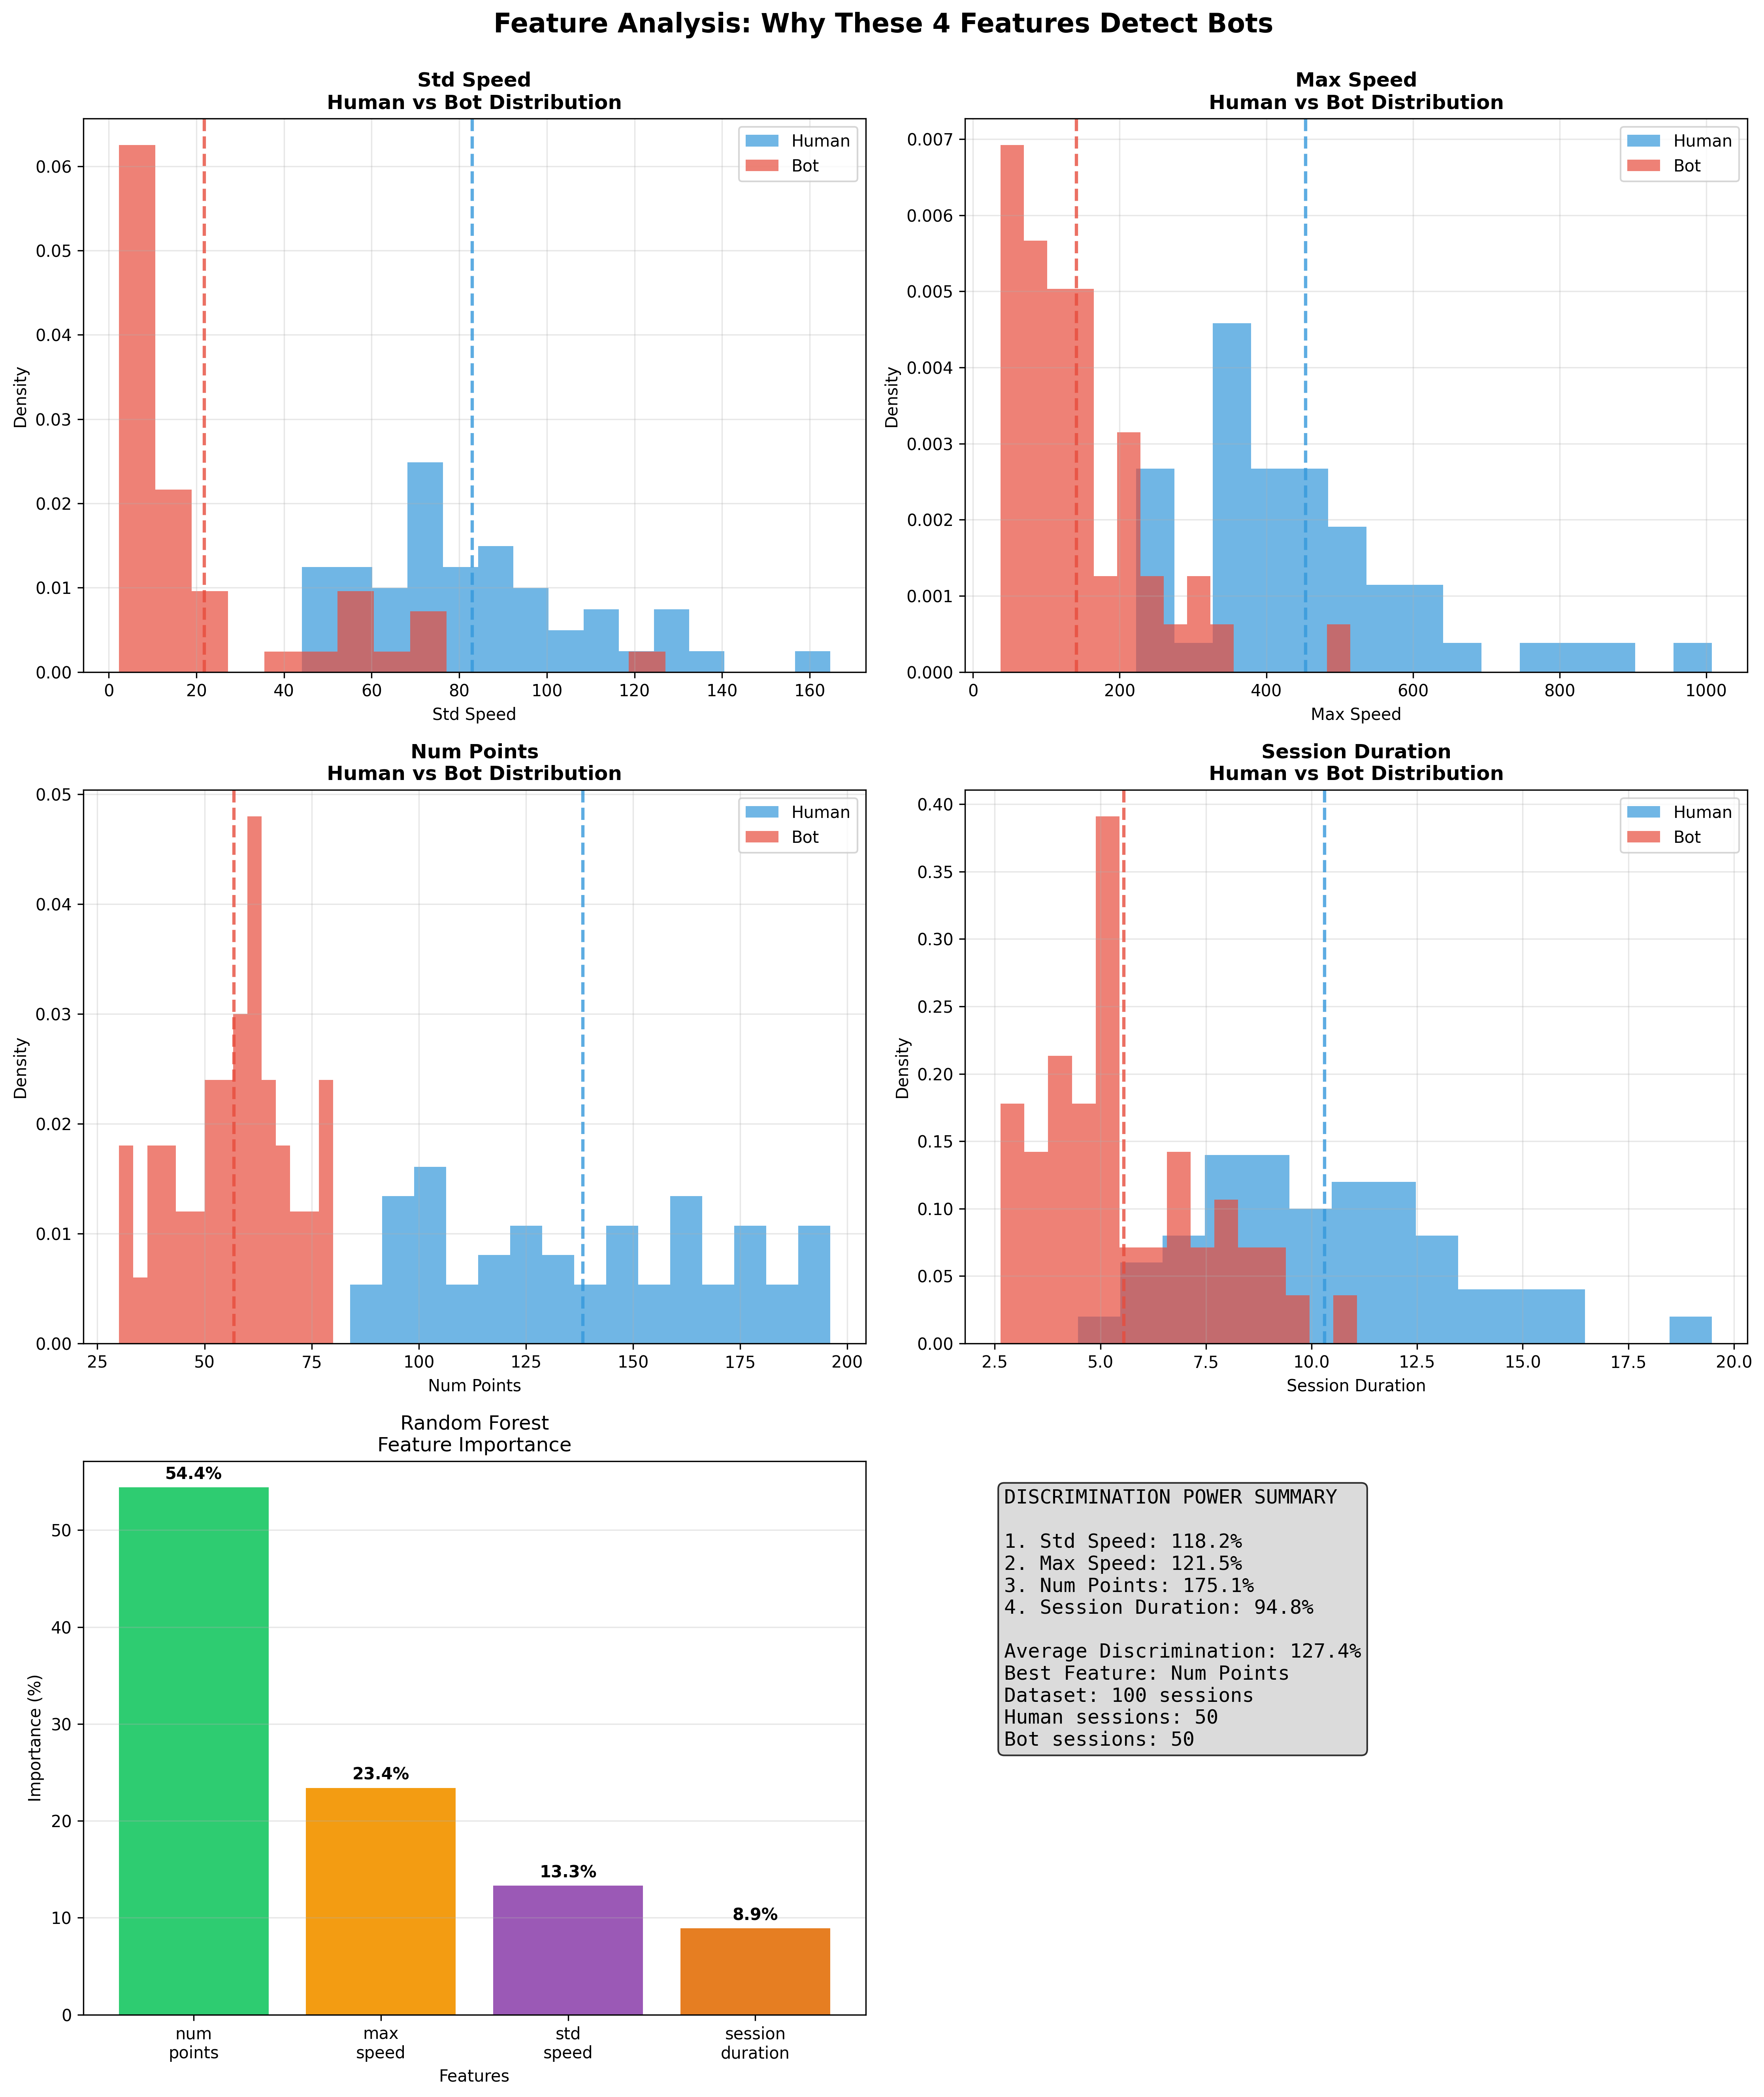 Feature Analysis: Why These 4 Features Detect Bots
Std Speed
Human vs Bot Distribution
Human
Bot
0.06
0.05
0.04
0.03
0.02
0.01
0.00
Density
0 20 40 60 80 100 120 140 160
Std Speed
Max Speed
Human vs Bot Distribution
Human
Bot
0.007
0.006
0.005
0.004
0.003
0.002
0.001
0.000
Density
0 200 400 600 800 1000
Max Speed
Num Points
Human vs Bot Distribution
Human
Bot
0.05
0.04
0.03
0.02
0.01
0.00
Density
25 50 75 100 125 150 175 200
Num Points
Session Duration
Human vs Bot Distribution
Human
Bot
0.40
0.35
0.30
0.25
0.20
0.15
0.10
0.05
0.00
Density
2.5 5.0 7.5 10.0 12.5 15.0 17.5 20.0
Session Duration
Random Forest
Feature Importance
54.4%
23.4%
13.3%
8.9%
50
40
30
20
10
0
Importance (%)
num max std session
points speed speed duration
Features
DISCRIMINATION POWER SUMMARY
1. Std Speed: 118.2%
2. Max Speed: 121.5%
3. Num Points: 175.1%
4. Session Duration: 94.8%
Average Discrimination: 127.4%
Best Feature: Num Points
Dataset: 100 sessions
Human sessions: 50
Bot sessions: 50